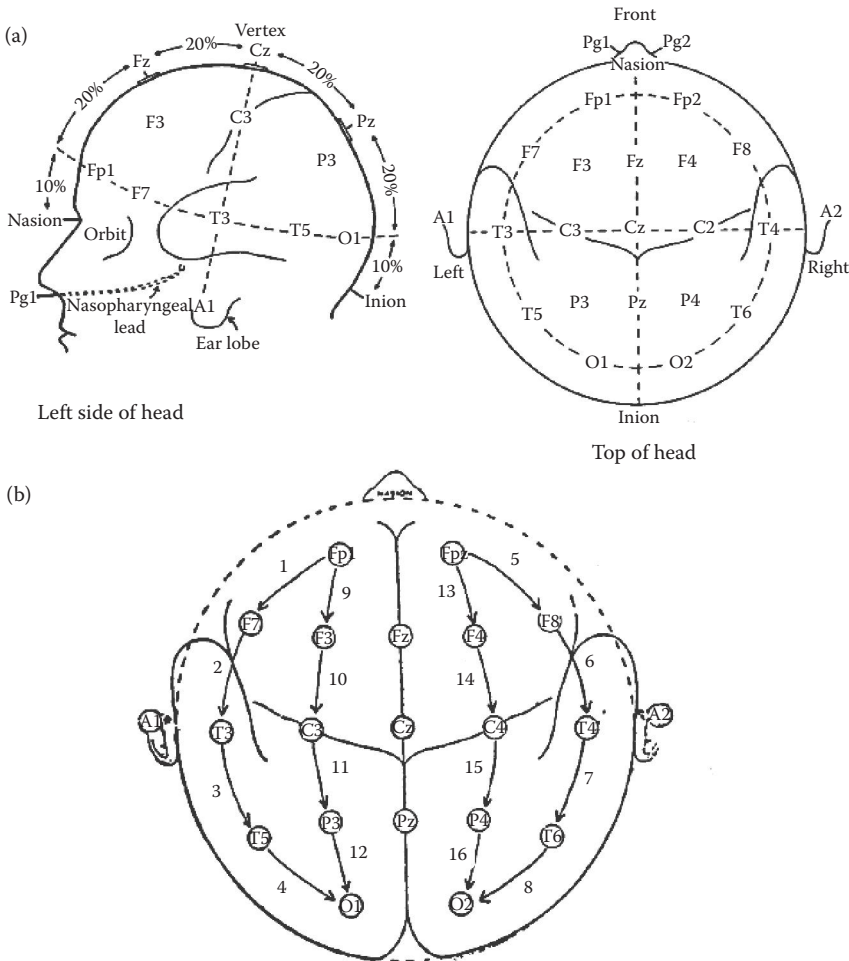 (a)
Vertex
Cz
20%
20%
Fz
20%
20%
F3
C3
Pz
P3
20%
10%
Fp1
F7
Nasion
T3
T5
O1
Orbit
10%
Pg1
Nasopharyngeal
lead
A1
Inion
Ear lobe
Left side of head
Front
Pg1
Pg2
Nasion
Fp1
Fp2
F7
F3
Fz
F4
F8
A1
A2
T3
C3
Cz
C2
T4
Left
Right
T5
P3
Pz
P4
T6
O1
O2
Inion
Top of head
(b)
NASION
Fp1
Fpz
1
9
13
5
F7
F3
Fz
F4
F8
2
10
14
6
A1
T3
C3
Cz
C4
T4
A2
3
11
15
7
T5
P3
Pz
P4
T6
4
12
16
8
O1
O2